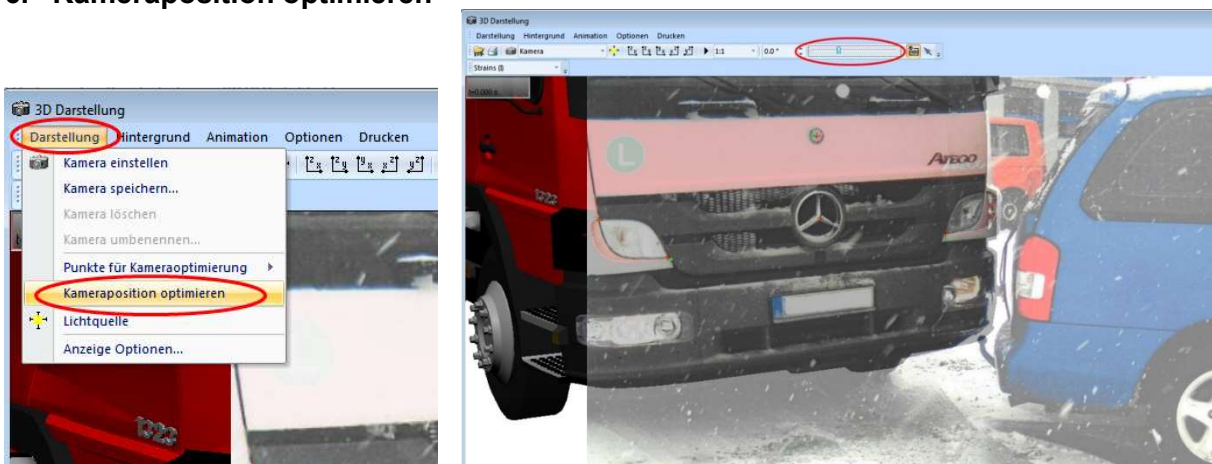 Kameraposition optimieren
3D Darstellung
Darstellung Hintergrund Animation Optionen Drucken
Kamera einstellen
Kamera speichern...
Kamera löschen
Kamera umbenennen...
Punkte für Kameraoptimierung
Kameraposition optimieren
Lichtquelle
Anzeige Optionen...
1323
3D Darstellung
Darstellung Hintergrund Animation Optionen Drucken
Kamera 1:1 0.0 °
Strains (l)
1323
L
ATEGO